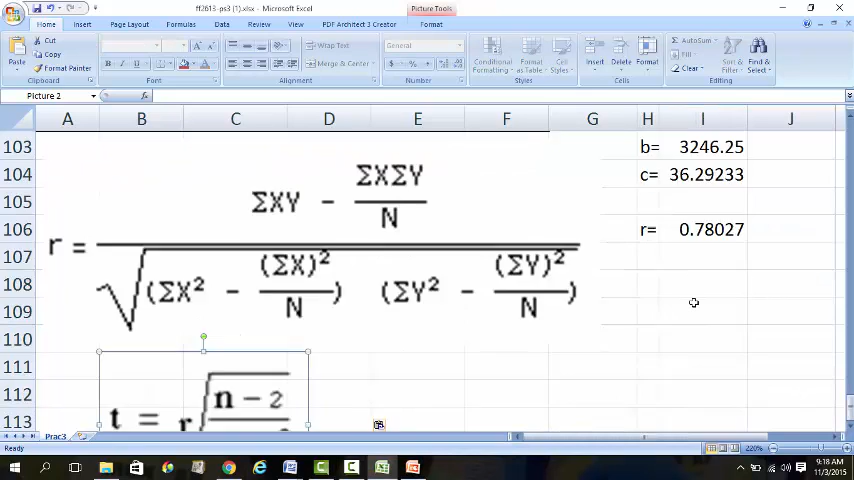 ff2613-ps3 (1).xlsx - Microsoft Excel
Picture Tools
Home Insert Page Layout Formulas Data Review View PDF Architect 3 Creator Format
Paste
Cut
Copy
Format Painter
Clipboard
Font
Wrap Text
Merge & Center
Alignment
General
Number
Conditional Formatting
Format as Table
Cell Styles
Styles
Insert Delete Format
Cells
AutoSum
Fill
Clear
Sort & Filter
Find & Select
Editing
Picture 2
fx
A B C D E F G H I J
103 b= 3246.25
104 c= 36.29233
105
106 r= 0.78027
107
108
109
110
111
112
113
r = ΣXY - ΣXΣY
N
√ (ΣX² - (ΣX)² ) (ΣY² - (ΣY)² )
N N
t = r √ n - 2
Prac3
Ready
220%
9:18 AM
11/3/2015